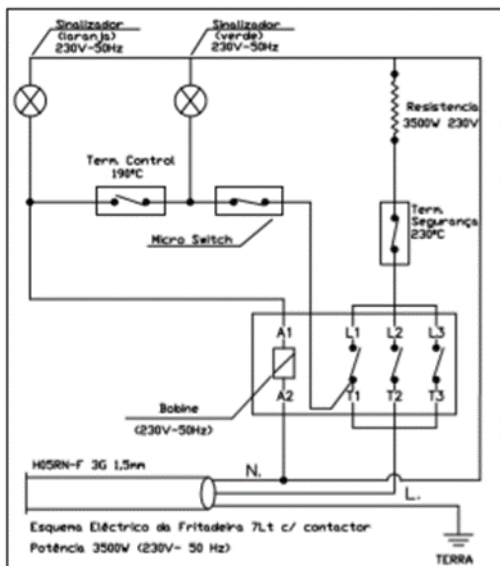 Sinalizador
(laranja)
230V-50Hz
Sinalizador
(verde)
230V-50Hz
Resistencia
3500W 230V
Term. Control
190ºC
Micro Switch
Term.
Segurança
230ºC
A1
L1
L2
L3
A2
T1
T2
T3
Bobine
(230V-50Hz)
H05RN-F 3G 1,5mm
N.
L.
Esquema Eléctrico da Fritadeira 7Lt c/ contactor
Potência 3500W (230V- 50 Hz)
TERRA